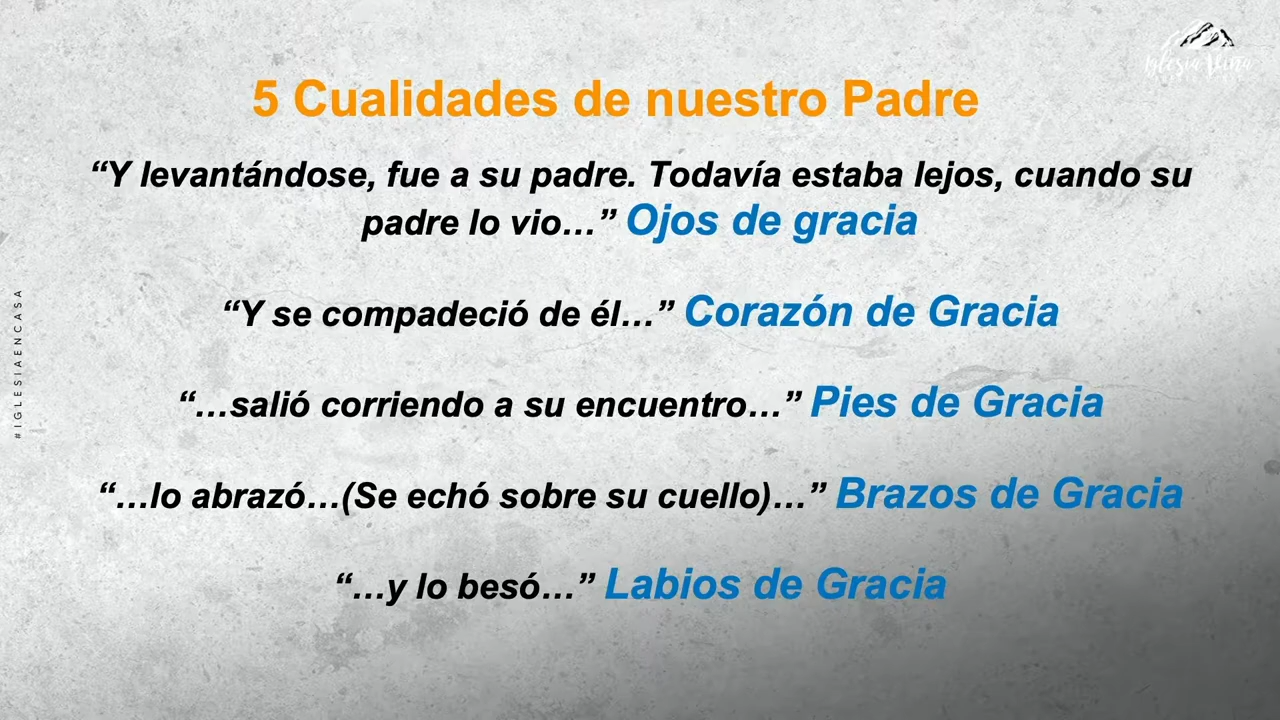 5 Cualidades de nuestro Padre
“Y levantándose, fue a su padre. Todavía estaba lejos, cuando su
padre lo vio…” Ojos de gracia
“Y se compadeció de él…” Corazón de Gracia
“…salió corriendo a su encuentro…” Pies de Gracia
“…lo abrazó…(Se echó sobre su cuello)…” Brazos de Gracia
“…y lo besó…” Labios de Gracia
#IGLESIAENCASA
Iglesia Viña